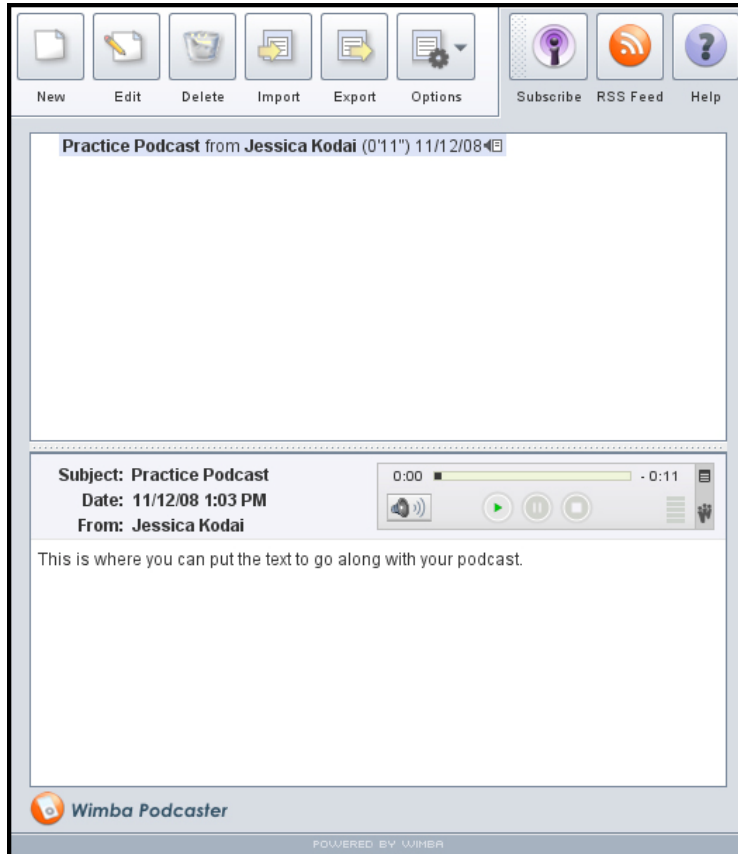 New Edit Delete Import Export Options Subscribe RSS Feed Help
Practice Podcast from Jessica Kodai (0'11") 11/12/08
Subject: Practice Podcast
Date: 11/12/08 1:03 PM
From: Jessica Kodai
0:00 - 0:11
This is where you can put the text to go along with your podcast.
Wimba Podcaster
POWERED BY WIMBA